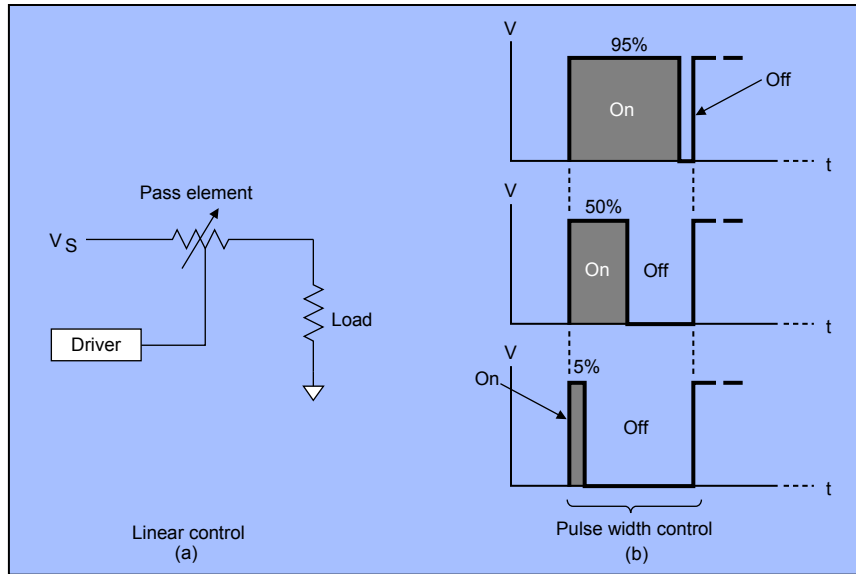 Pass element
V S
Driver
Load
Linear control
(a)
V
95%
On
Off
t
V
50%
On
Off
t
V
5%
On
Off
t
Pulse width control
(b)